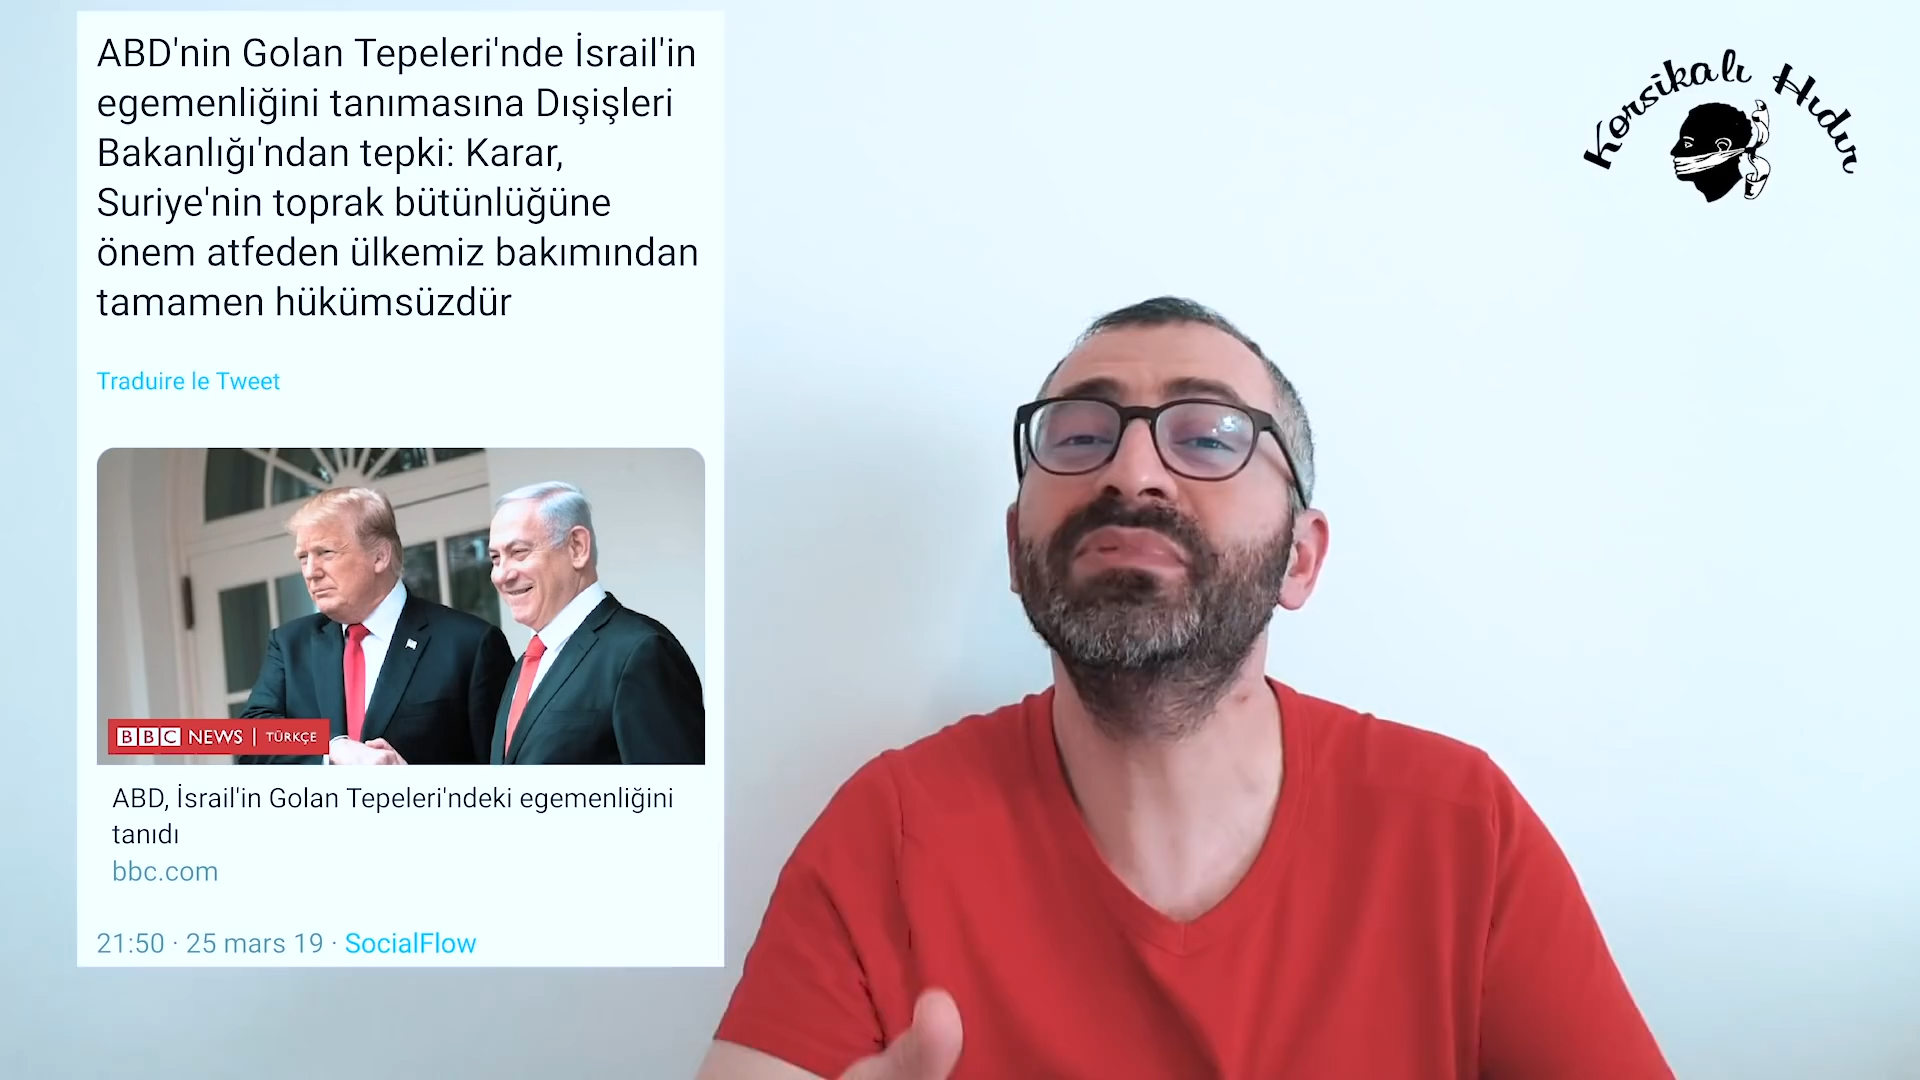 ABD'nin Golan Tepeleri'nde İsrail'in
egemenliğini tanımasına Dışişleri
Bakanlığı'ndan tepki: Karar,
Suriye'nin toprak bütünlüğüne
önem atfeden ülkemiz bakımından
tamamen hükümsüzdür
Traduire le Tweet
BBC NEWS | TÜRKÇE
ABD, İsrail'in Golan Tepeleri'ndeki egemenliğini
tanıdı
bbc.com
21:50 · 25 mars 19 · SocialFlow
Korsikalı Hıdır